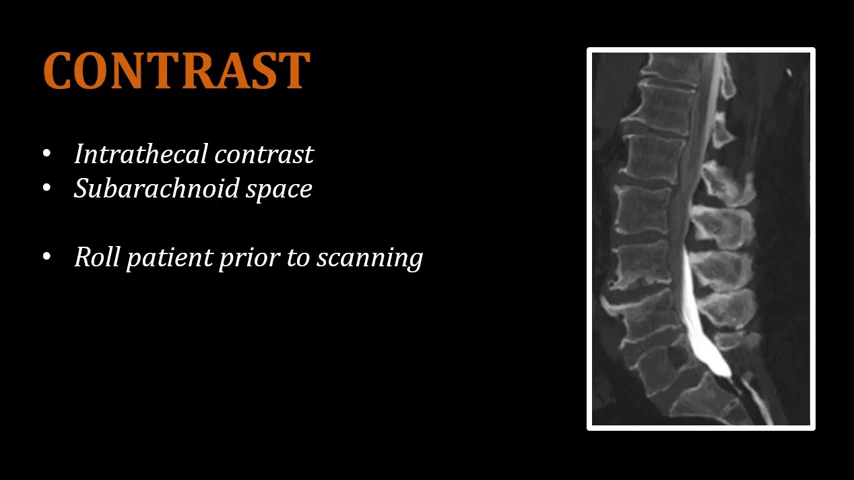 CONTRAST
• Intrathecal contrast
• Subarachnoid space
• Roll patient prior to scanning